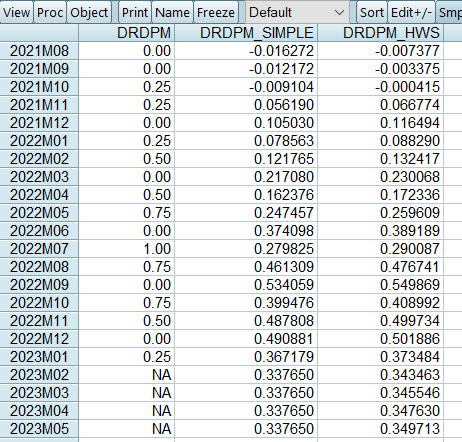 View Proc Object Print Name Freeze Default Sort Edit+/- Smp
DRDPM DRDPM_SIMPLE DRDPM_HWS
2021M08 0.00 -0.016272 -0.007377
2021M09 0.00 -0.012172 -0.003375
2021M10 0.25 -0.009104 -0.000415
2021M11 0.25 0.056190 0.066774
2021M12 0.00 0.105030 0.116494
2022M01 0.25 0.078563 0.088290
2022M02 0.50 0.121765 0.132417
2022M03 0.00 0.217080 0.230068
2022M04 0.50 0.162376 0.172336
2022M05 0.75 0.247457 0.259609
2022M06 0.00 0.374098 0.389189
2022M07 1.00 0.279825 0.290087
2022M08 0.75 0.461309 0.476741
2022M09 0.00 0.534059 0.549869
2022M10 0.75 0.399476 0.408992
2022M11 0.50 0.487808 0.499734
2022M12 0.00 0.490881 0.501886
2023M01 0.25 0.367179 0.373484
2023M02 NA 0.337650 0.343463
2023M03 NA 0.337650 0.345546
2023M04 NA 0.337650 0.347630
2023M05 NA 0.337650 0.349713